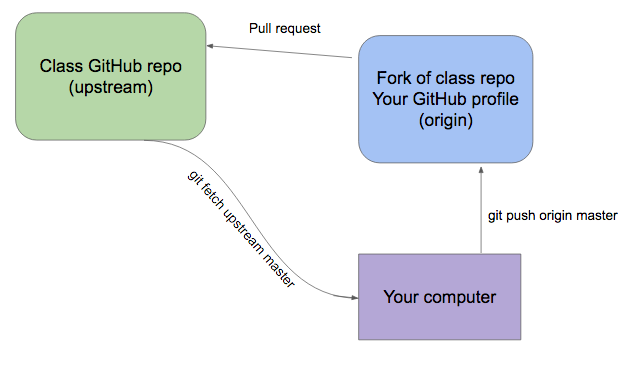 Pull request
Class GitHub repo
(upstream)
Fork of class repo
Your GitHub profile
(origin)
git fetch upstream master
git push origin master
Your computer